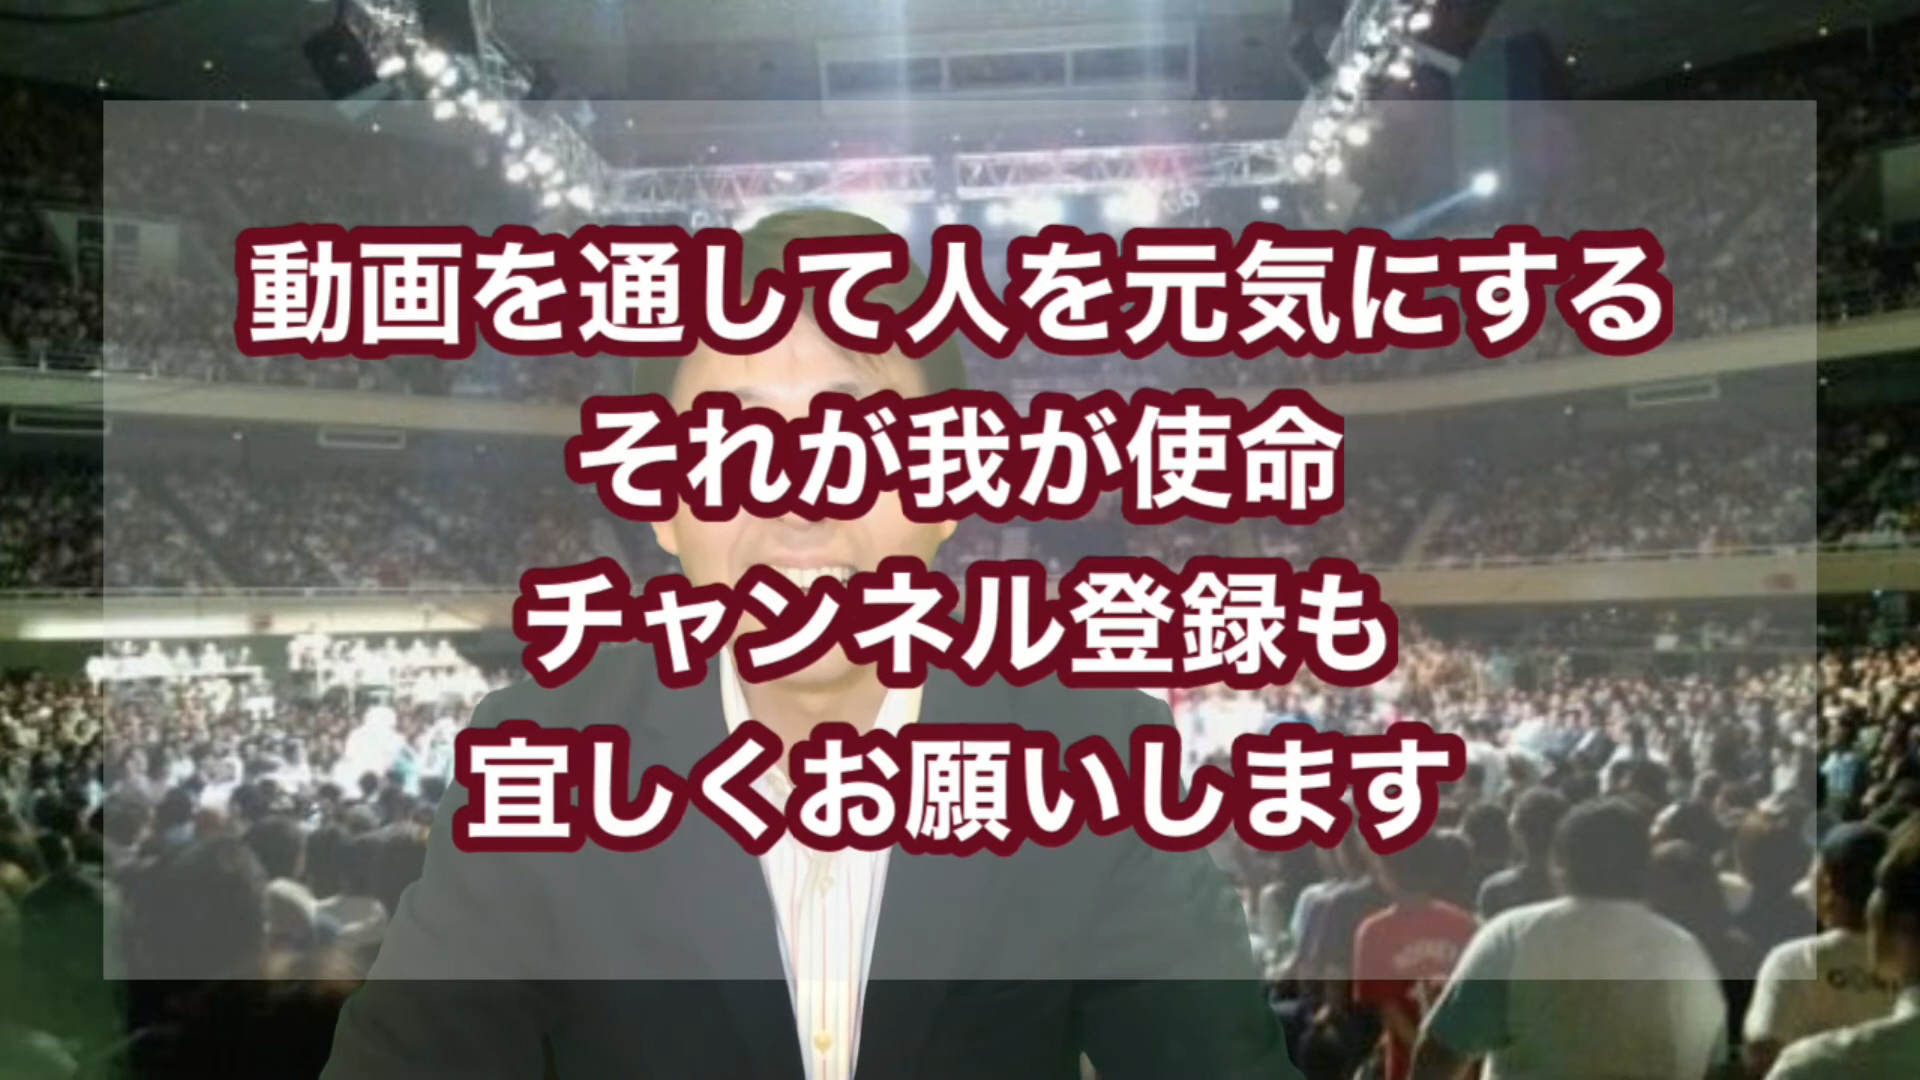 動画を通して人を元気にする
それが我が使命
チャンネル登録も
宜しくお願いします